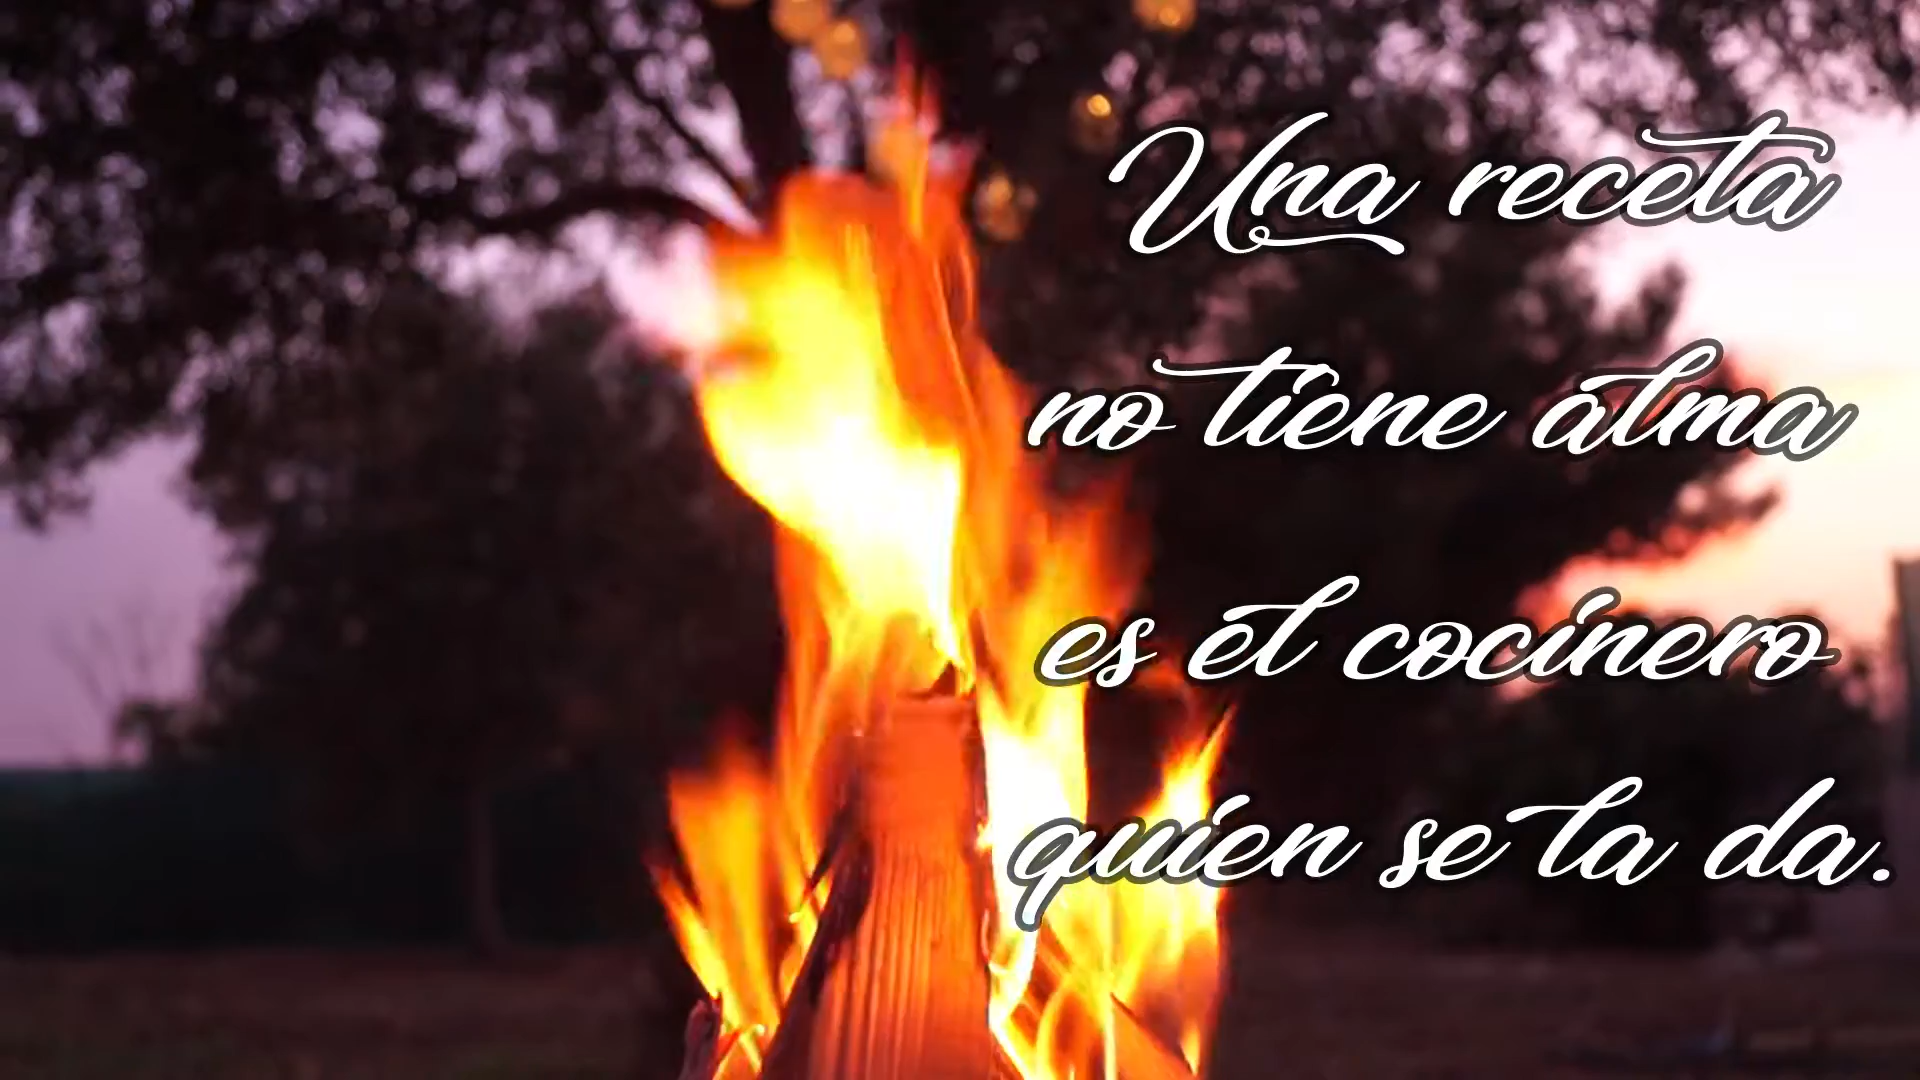 Una receta
no tiene alma
es el cocinero
quien se la da.